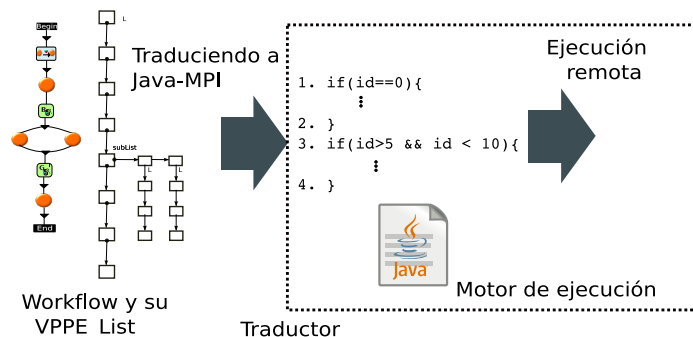 Begin
L
Traduciendo a
Java-MPI
subList
L
L
End
Workflow y su
VPPE List
Traductor
1. if(id==0){
2. }
3. if(id>5 && id < 10){
4. }
Java
Motor de ejecución
Ejecución
remota